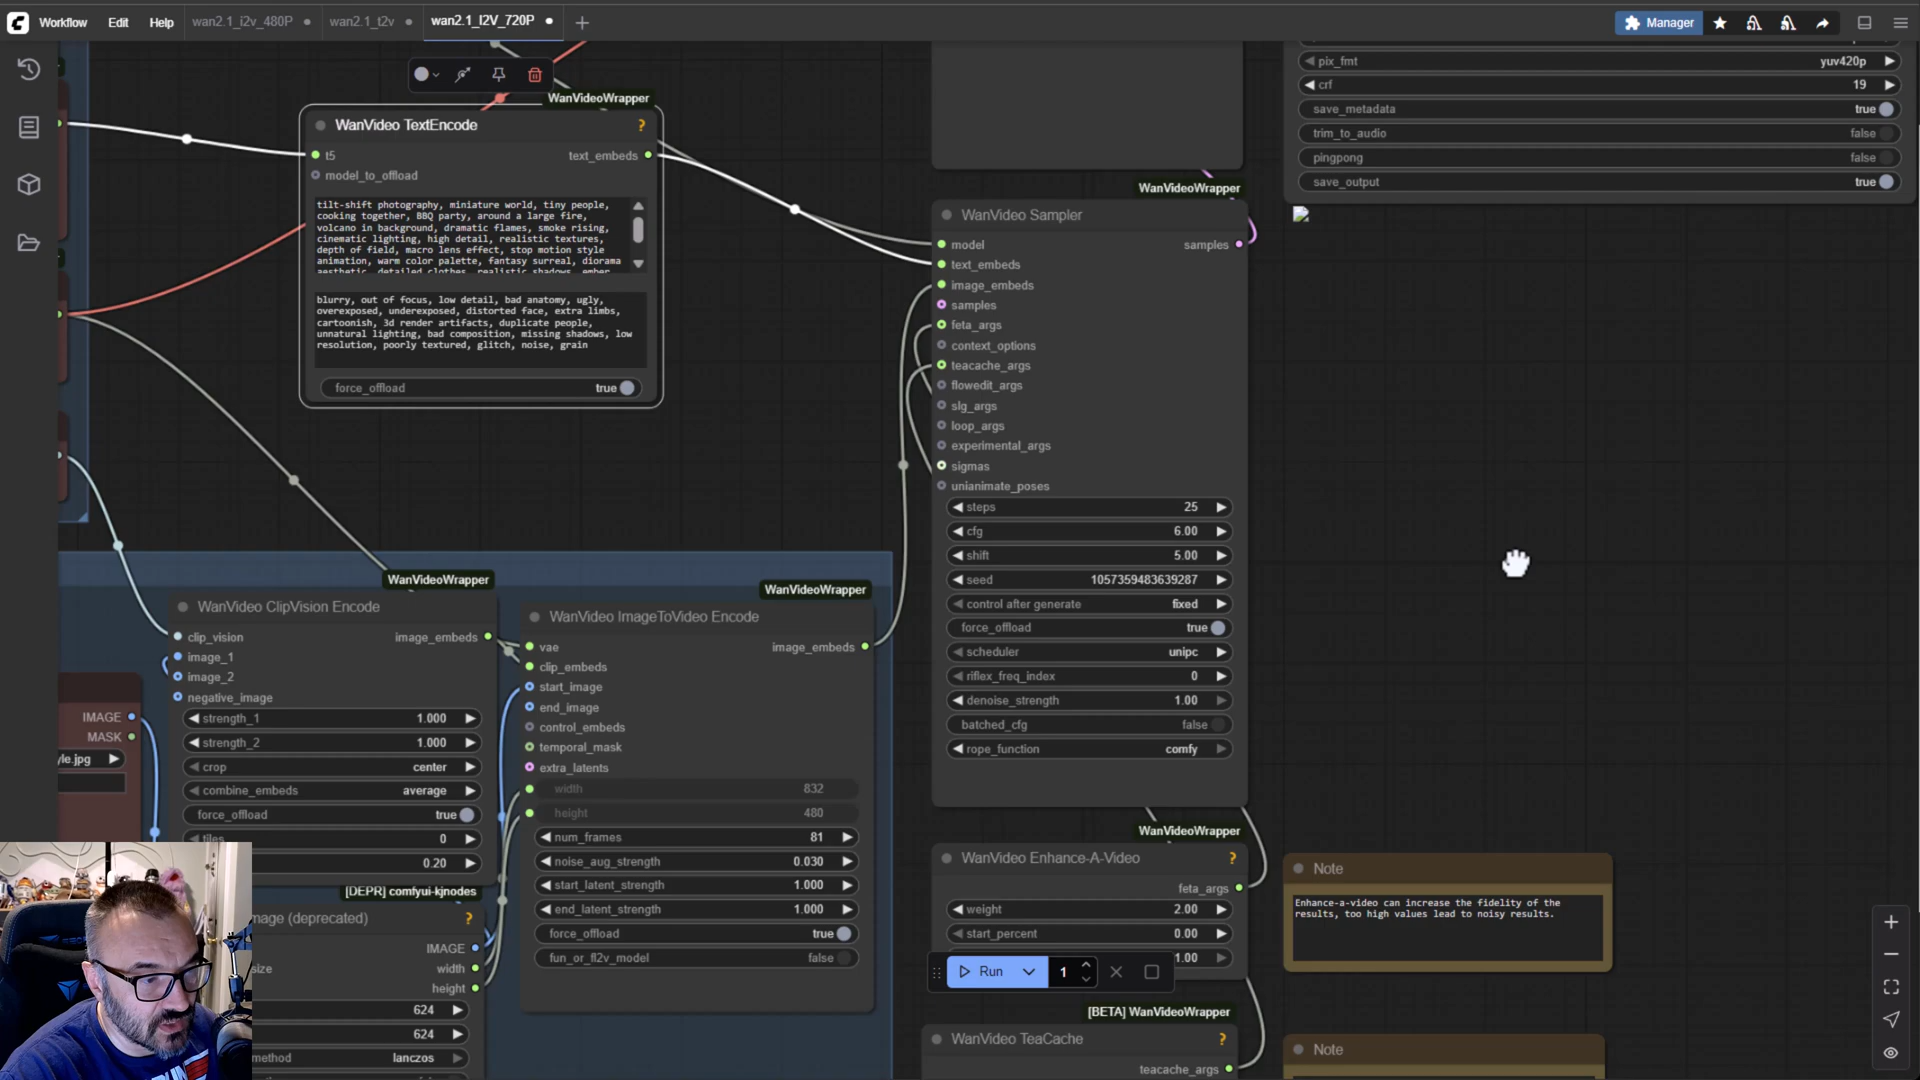 Workflow Edit Help wan2.1_i2v_480P wan2.1_t2v wan2.1_I2V_720P
Manager
pix_fmt yuv420p
crf 19
save_metadata true
trim_to_audio false
pingpong false
save_output true
WanVideoWrapper
WanVideo TextEncode ?
t5 text_embeds
model_to_offload
tilt-shift photography, miniature world, tiny people,
cooking together, BBQ party, around a large fire,
volcano in background, dramatic flames, smoke rising,
cinematic lighting, high detail, realistic textures,
depth of field, macro lens effect, stop motion style
animation, warm color palette, fantasy surreal, diorama
aesthetic, detailed clothes, realistic shadows, ember
blurry, out of focus, low detail, bad anatomy, ugly,
overexposed, underexposed, distorted face, extra limbs,
cartoonish, 3d render artifacts, duplicate people,
unnatural lighting, bad composition, missing shadows, low
resolution, poorly textured, glitch, noise, grain
force_offload true
WanVideoWrapper
WanVideo Sampler
model samples
text_embeds
image_embeds
samples
feta_args
context_options
teacache_args
flowedit_args
slg_args
loop_args
experimental_args
sigmas
unianimate_poses
steps 25
cfg 6.00
shift 5.00
seed 1057359483639287
control after generate fixed
force_offload true
scheduler unipc
riflex_freq_index 0
denoise_strength 1.00
batched_cfg false
rope_function comfy
WanVideoWrapper
WanVideo ClipVision Encode
clip_vision image_embeds
image_1
image_2
negative_image
strength_1 1.000
strength_2 1.000
crop center
combine_embeds average
force_offload true
tiles 0
0.20
IMAGE
MASK
yle.jpg
WanVideoWrapper
WanVideo ImageToVideo Encode
vae image_embeds
clip_embeds
start_image
end_image
control_embeds
temporal_mask
extra_latents
width 832
height 480
num_frames 81
noise_aug_strength 0.030
start_latent_strength 1.000
end_latent_strength 1.000
force_offload true
fun_or_fl2v_model false
[DEPR] comfyui-kjnodes
mage (deprecated) ?
IMAGE
size width
height
624
624
method lanczos
WanVideoWrapper
WanVideo Enhance-A-Video ?
feta_args
weight 2.00
start_percent 0.00
1.00
Run 1
[BETA] WanVideoWrapper
WanVideo TeaCache ?
teacache_args
Note
Enhance-a-video can increase the fidelity of the
results, too high values lead to noisy results.
Note